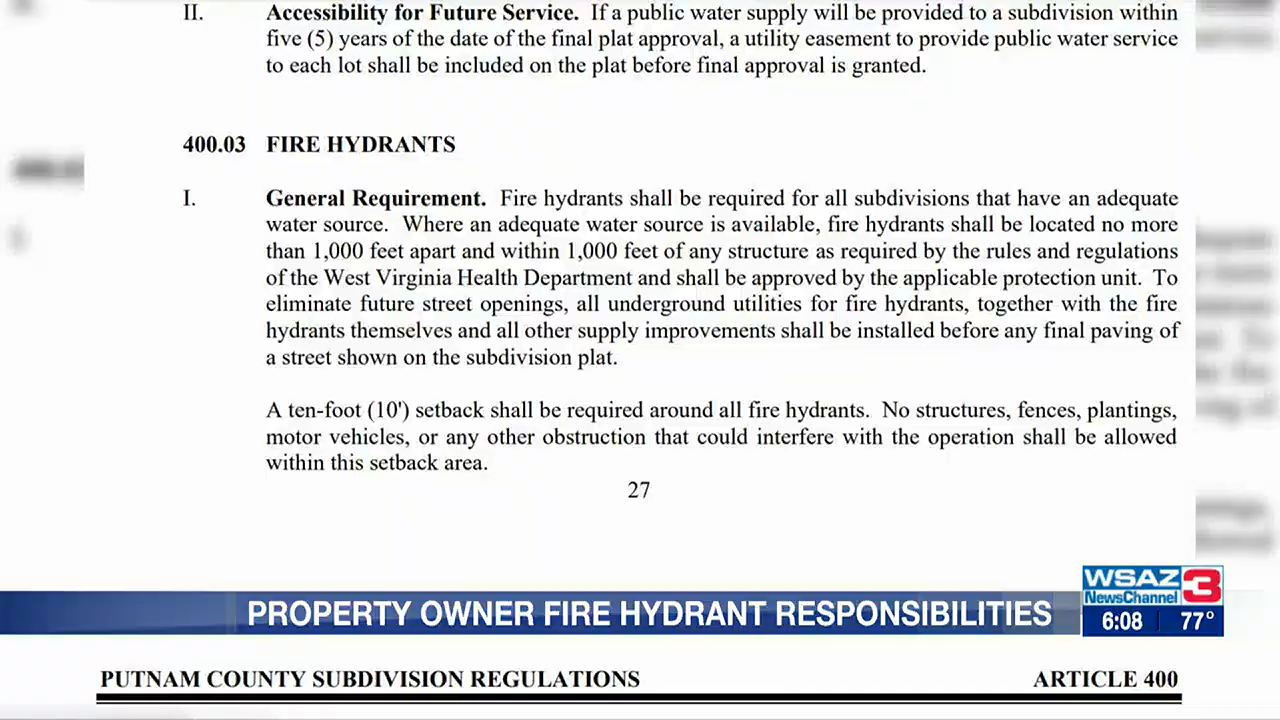 II. Accessibility for Future Service. If a public water supply will be provided to a subdivision within
five (5) years of the date of the final plat approval, a utility easement to provide public water service
to each lot shall be included on the plat before final approval is granted.
400.03 FIRE HYDRANTS
I. General Requirement. Fire hydrants shall be required for all subdivisions that have an adequate
water source. Where an adequate water source is available, fire hydrants shall be located no more
than 1,000 feet apart and within 1,000 feet of any structure as required by the rules and regulations
of the West Virginia Health Department and shall be approved by the applicable protection unit. To
eliminate future street openings, all underground utilities for fire hydrants, together with the fire
hydrants themselves and all other supply improvements shall be installed before any final paving of
a street shown on the subdivision plat.
A ten-foot (10') setback shall be required around all fire hydrants. No structures, fences, plantings,
motor vehicles, or any other obstruction that could interfere with the operation shall be allowed
within this setback area.
27
PROPERTY OWNER FIRE HYDRANT RESPONSIBILITIES
WSAZ 3
NewsChannel
6:08 77°
PUTNAM COUNTY SUBDIVISION REGULATIONS ARTICLE 400